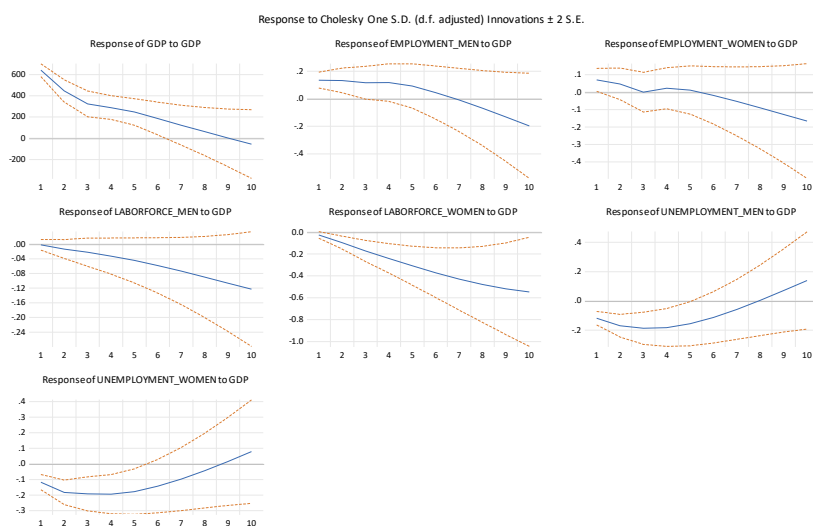 Response to Cholesky One S.D. (d.f. adjusted) Innovations ± 2 S.E.
Response of GDP to GDP
600
400
200
0
-200
1 2 3 4 5 6 7 8 9 10
Response of EMPLOYMENT_MEN to GDP
.2
.0
-.4
1 2 3 4 5 6 7 8 9 10
Response of EMPLOYMENT_WOMEN to GDP
.1
.0
-.1
-.2
-.3
-.4
1 2 3 4 5 6 7 8 9 10
Response of LABORFORCE_MEN to GDP
.00
-.04
-.08
-.12
-.16
-.20
-.24
1 2 3 4 5 6 7 8 9 10
Response of LABORFORCE_WOMEN to GDP
0.0
-0.2
-0.4
-0.6
-0.8
-1.0
1 2 3 4 5 6 7 8 9 10
Response of UNEMPLOYMENT_MEN to GDP
.4
.2
.0
-.2
1 2 3 4 5 6 7 8 9 10
Response of UNEMPLOYMENT_WOMEN to GDP
.4
.3
.2
.1
.0
-.1
-.2
-.3
1 2 3 4 5 6 7 8 9 10